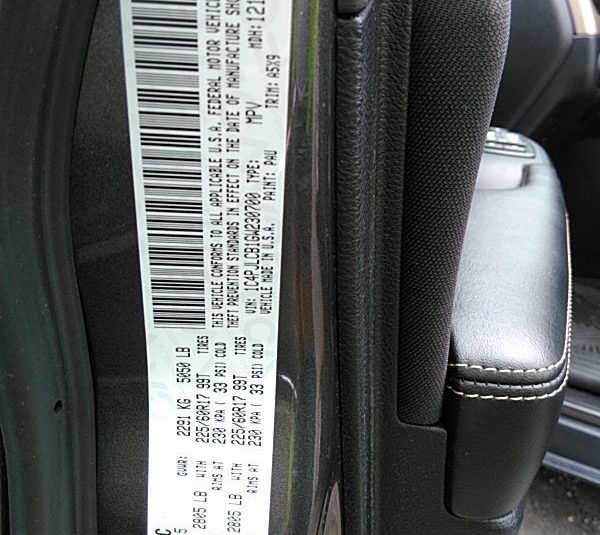 C
5 GVWR: 2291 KG 5050 LB
2805 LB WITH 225/60R17 99T TIRES
RIMS AT 230 KPA ( 33 PSI) COLD
2805 LB WITH 225/60R17 99T TIRES
RIMS AT 230 KPA ( 33 PSI) COLD
THIS VEHICLE CONFORMS TO ALL APPLICABLE U.S.A. FEDERAL MOTOR VEHIC
THEFT PREVENTION STANDARDS IN EFFECT ON THE DATE OF MANUFACTURE SHO
VIN: 1C4PJLCB1GW230700 TYPE: MPV MDH: 121
VEHICLE MADE IN U.S.A. PAINT: PAU TRIM: A5X9